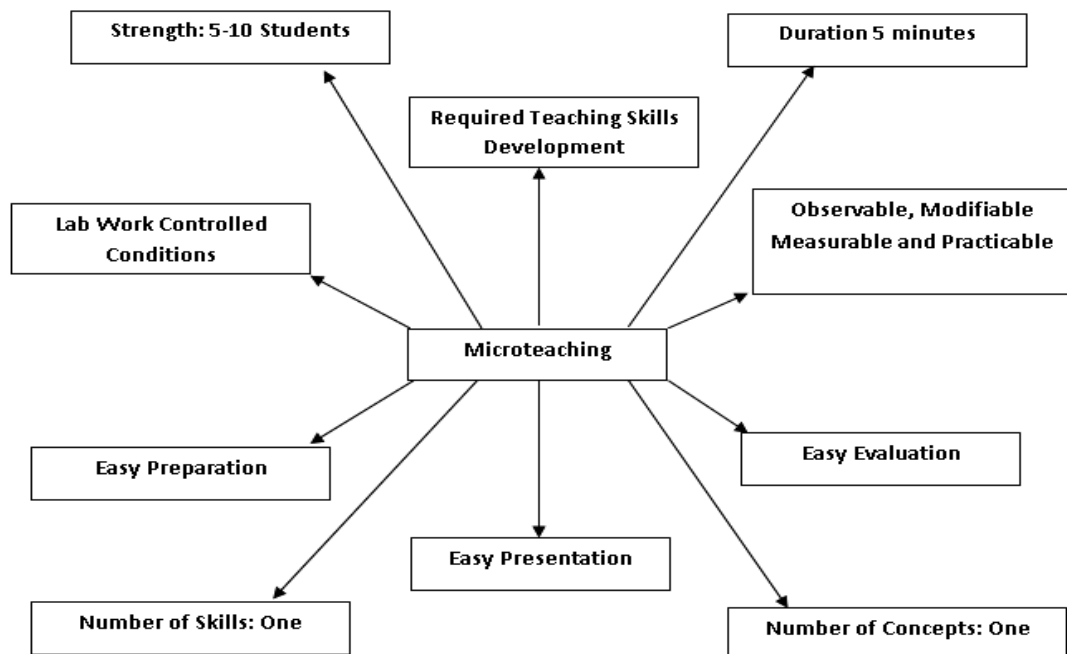 Strength: 5-10 Students
Duration 5 minutes
Required Teaching Skills
Development
Lab Work Controlled
Conditions
Observable, Modifiable
Measurable and Practicable
Microteaching
Easy Preparation
Easy Evaluation
Easy Presentation
Number of Skills: One
Number of Concepts: One